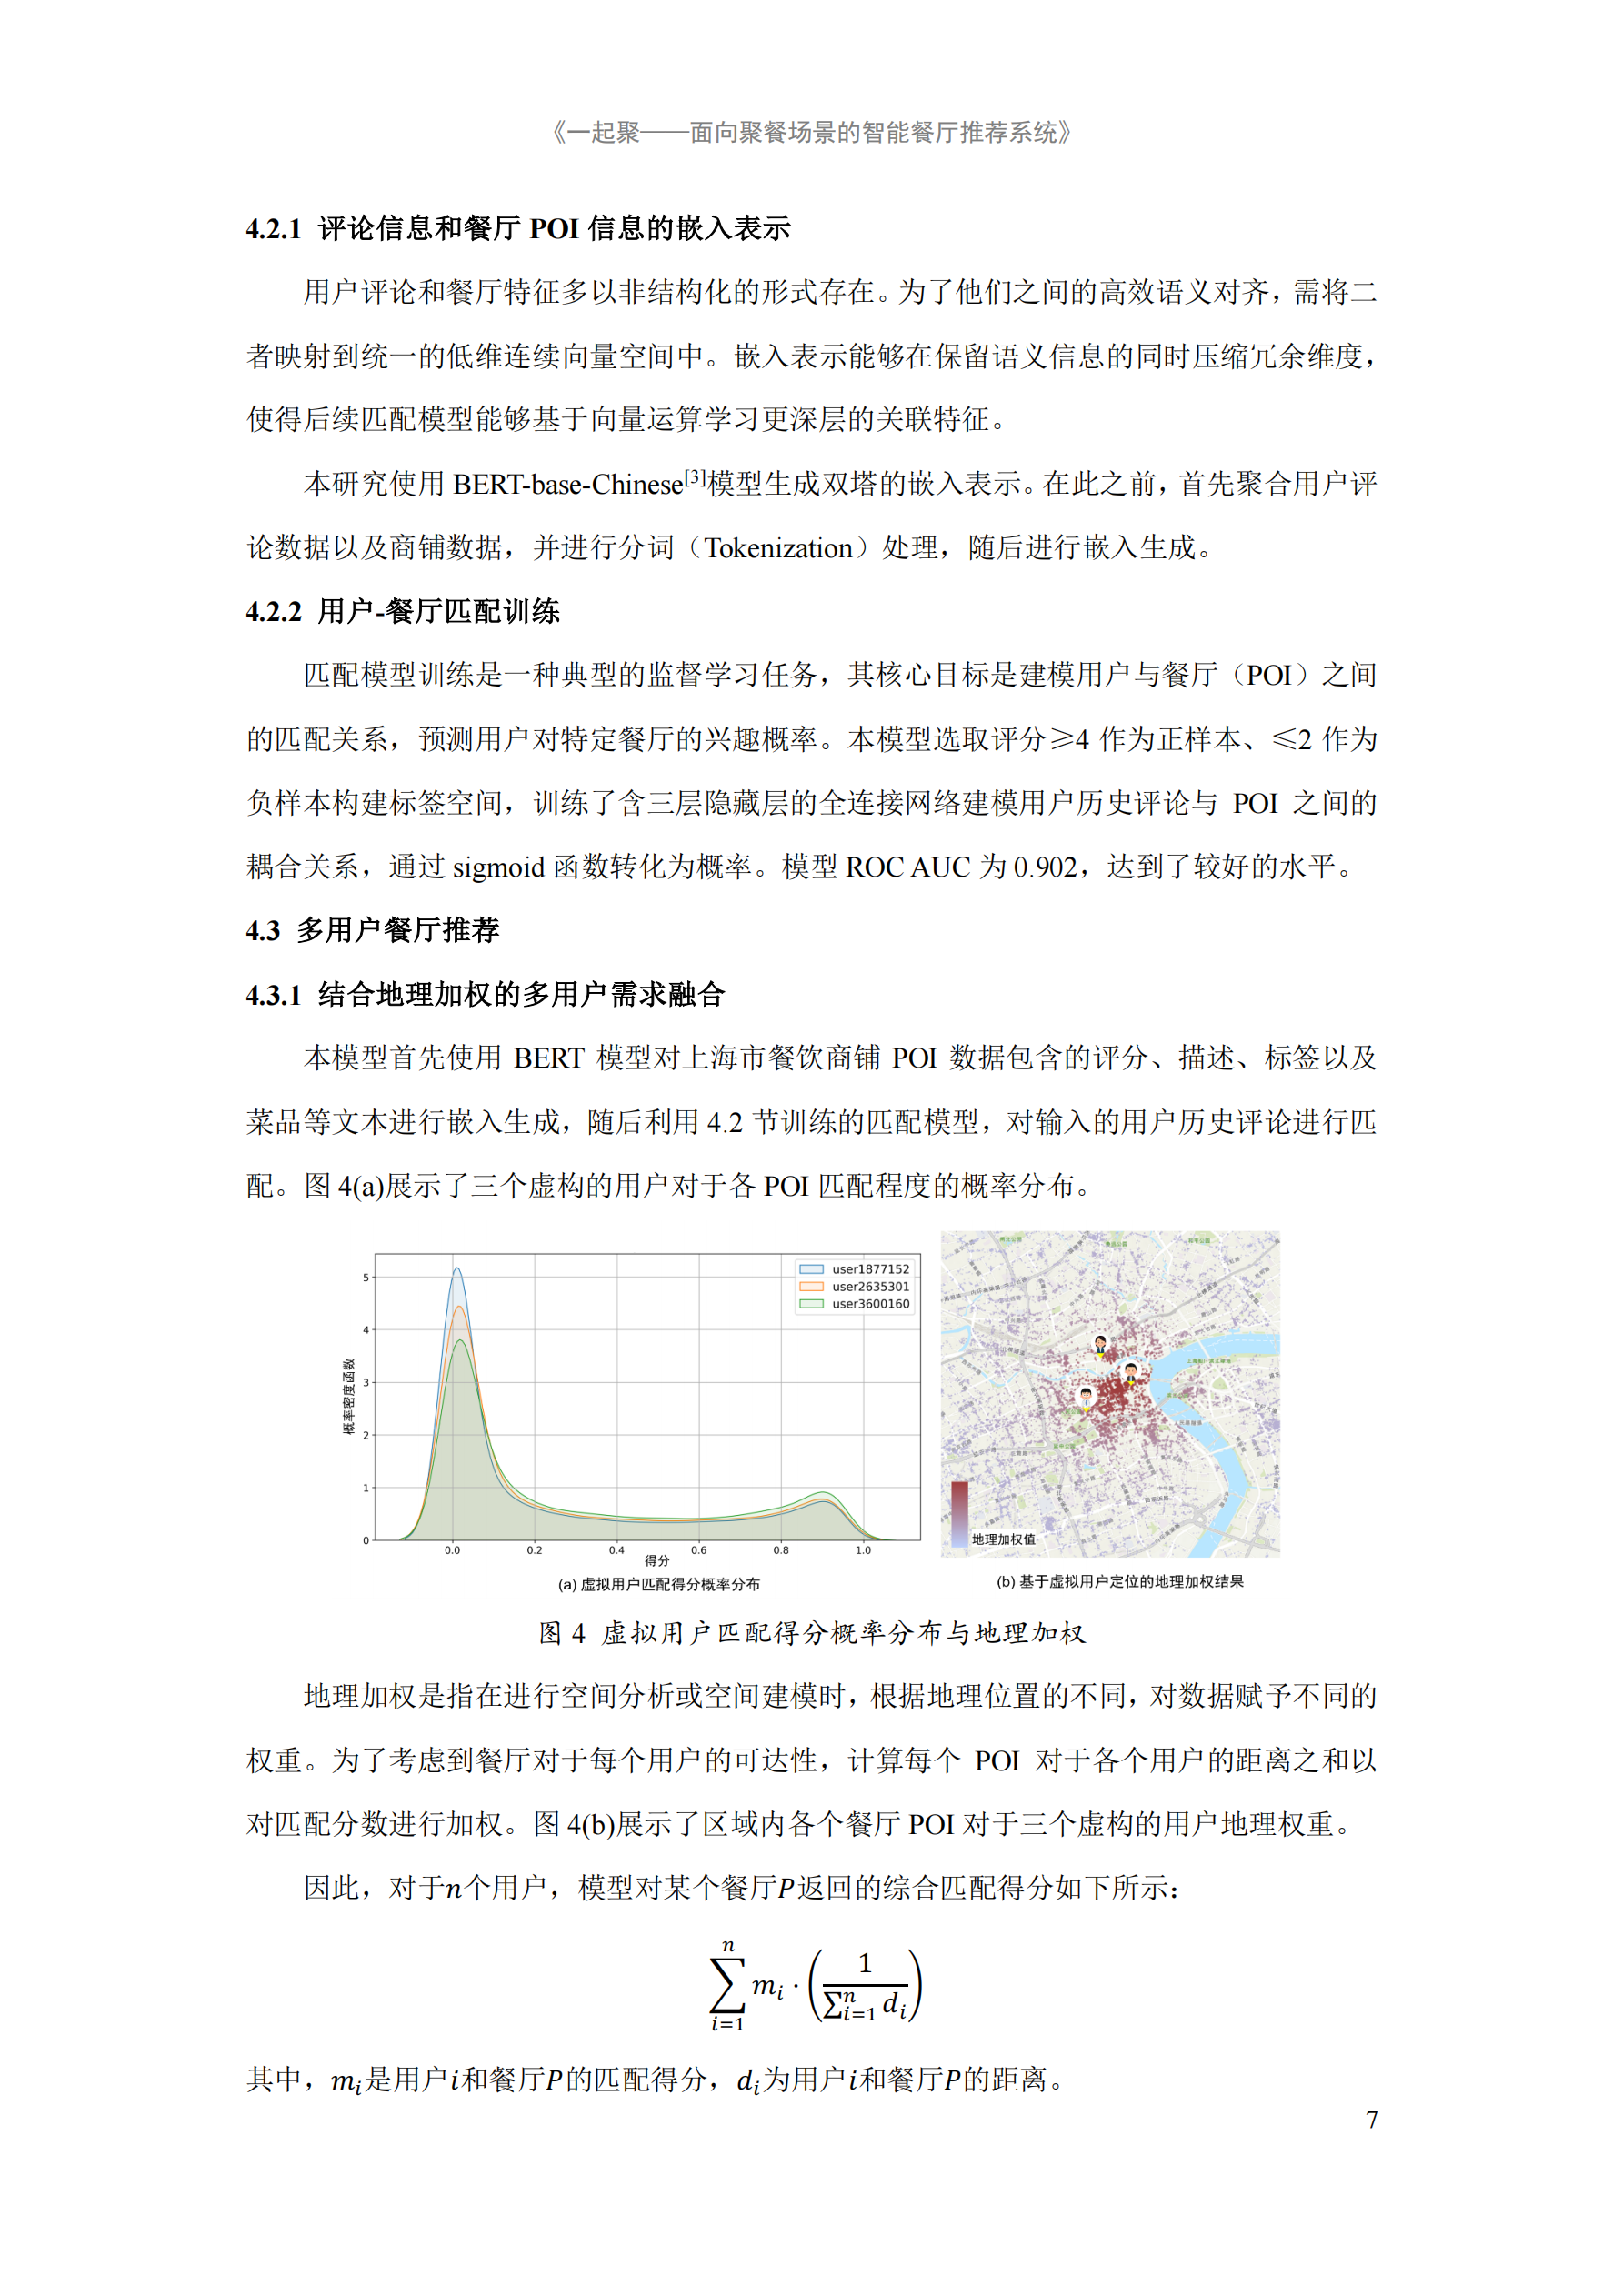 《一起聚——面向聚餐场景的智能餐厅推荐系统》
4.2.1 评论信息和餐厅 POI 信息的嵌入表示
用户评论和餐厅特征多以非结构化的形式存在。为了他们之间的高效语义对齐，需将二
者映射到统一的低维连续向量空间中。嵌入表示能够在保留语义信息的同时压缩冗余维度，
使得后续匹配模型能够基于向量运算学习更深层的关联特征。
本研究使用 BERT-base-Chinese[3]模型生成双塔的嵌入表示。在此之前，首先聚合用户评
论数据以及商铺数据，并进行分词（Tokenization）处理，随后进行嵌入生成。
4.2.2 用户-餐厅匹配训练
匹配模型训练是一种典型的监督学习任务，其核心目标是建模用户与餐厅（POI）之间
的匹配关系，预测用户对特定餐厅的兴趣概率。本模型选取评分≥4 作为正样本、≤2 作为
负样本构建标签空间，训练了含三层隐藏层的全连接网络建模用户历史评论与 POI 之间的
耦合关系，通过 sigmoid 函数转化为概率。模型 ROC AUC 为 0.902，达到了较好的水平。
4.3 多用户餐厅推荐
4.3.1 结合地理加权的多用户需求融合
本模型首先使用 BERT 模型对上海市餐饮商铺 POI 数据包含的评分、描述、标签以及
菜品等文本进行嵌入生成，随后利用 4.2 节训练的匹配模型，对输入的用户历史评论进行匹
配。图 4(a)展示了三个虚构的用户对于各 POI 匹配程度的概率分布。
user1877152
user2635301
user3600160
概率密度函数
5
4
3
2
1
0
0.0 0.2 0.4 0.6 0.8 1.0
得分
(a) 虚拟用户匹配得分概率分布
地理加权值
(b) 基于虚拟用户定位的地理加权结果
图 4 虚拟用户匹配得分概率分布与地理加权
地理加权是指在进行空间分析或空间建模时，根据地理位置的不同，对数据赋予不同的
权重。为了考虑到餐厅对于每个用户的可达性，计算每个 POI 对于各个用户的距离之和以
对匹配分数进行加权。图 4(b)展示了区域内各个餐厅 POI 对于三个虚构的用户地理权重。
因此，对于n个用户，模型对某个餐厅P返回的综合匹配得分如下所示：
∑_{i=1}^{n} m_i · (1 / ∑_{i=1}^{n} d_i)
其中，m_i是用户i和餐厅P的匹配得分，d_i为用户i和餐厅P的距离。
7